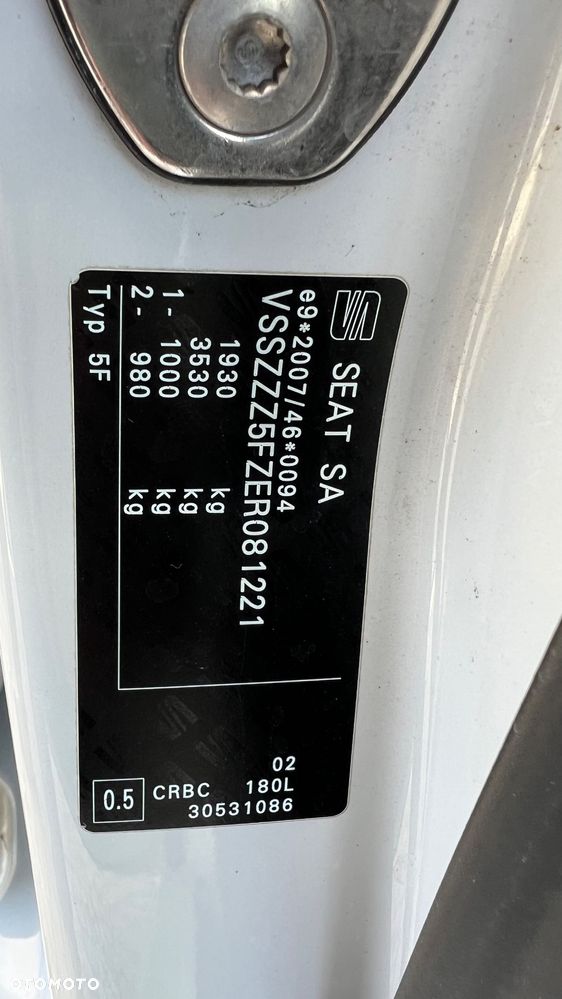 SEAT SA
e9*2007/46*0094
VSSZZZ5FZER081221
1930 kg
3530 kg
1- 1000 kg
2- 980 kg
Typ 5F
02
0.5 CRBC 180L
30531086
OTOMOTO